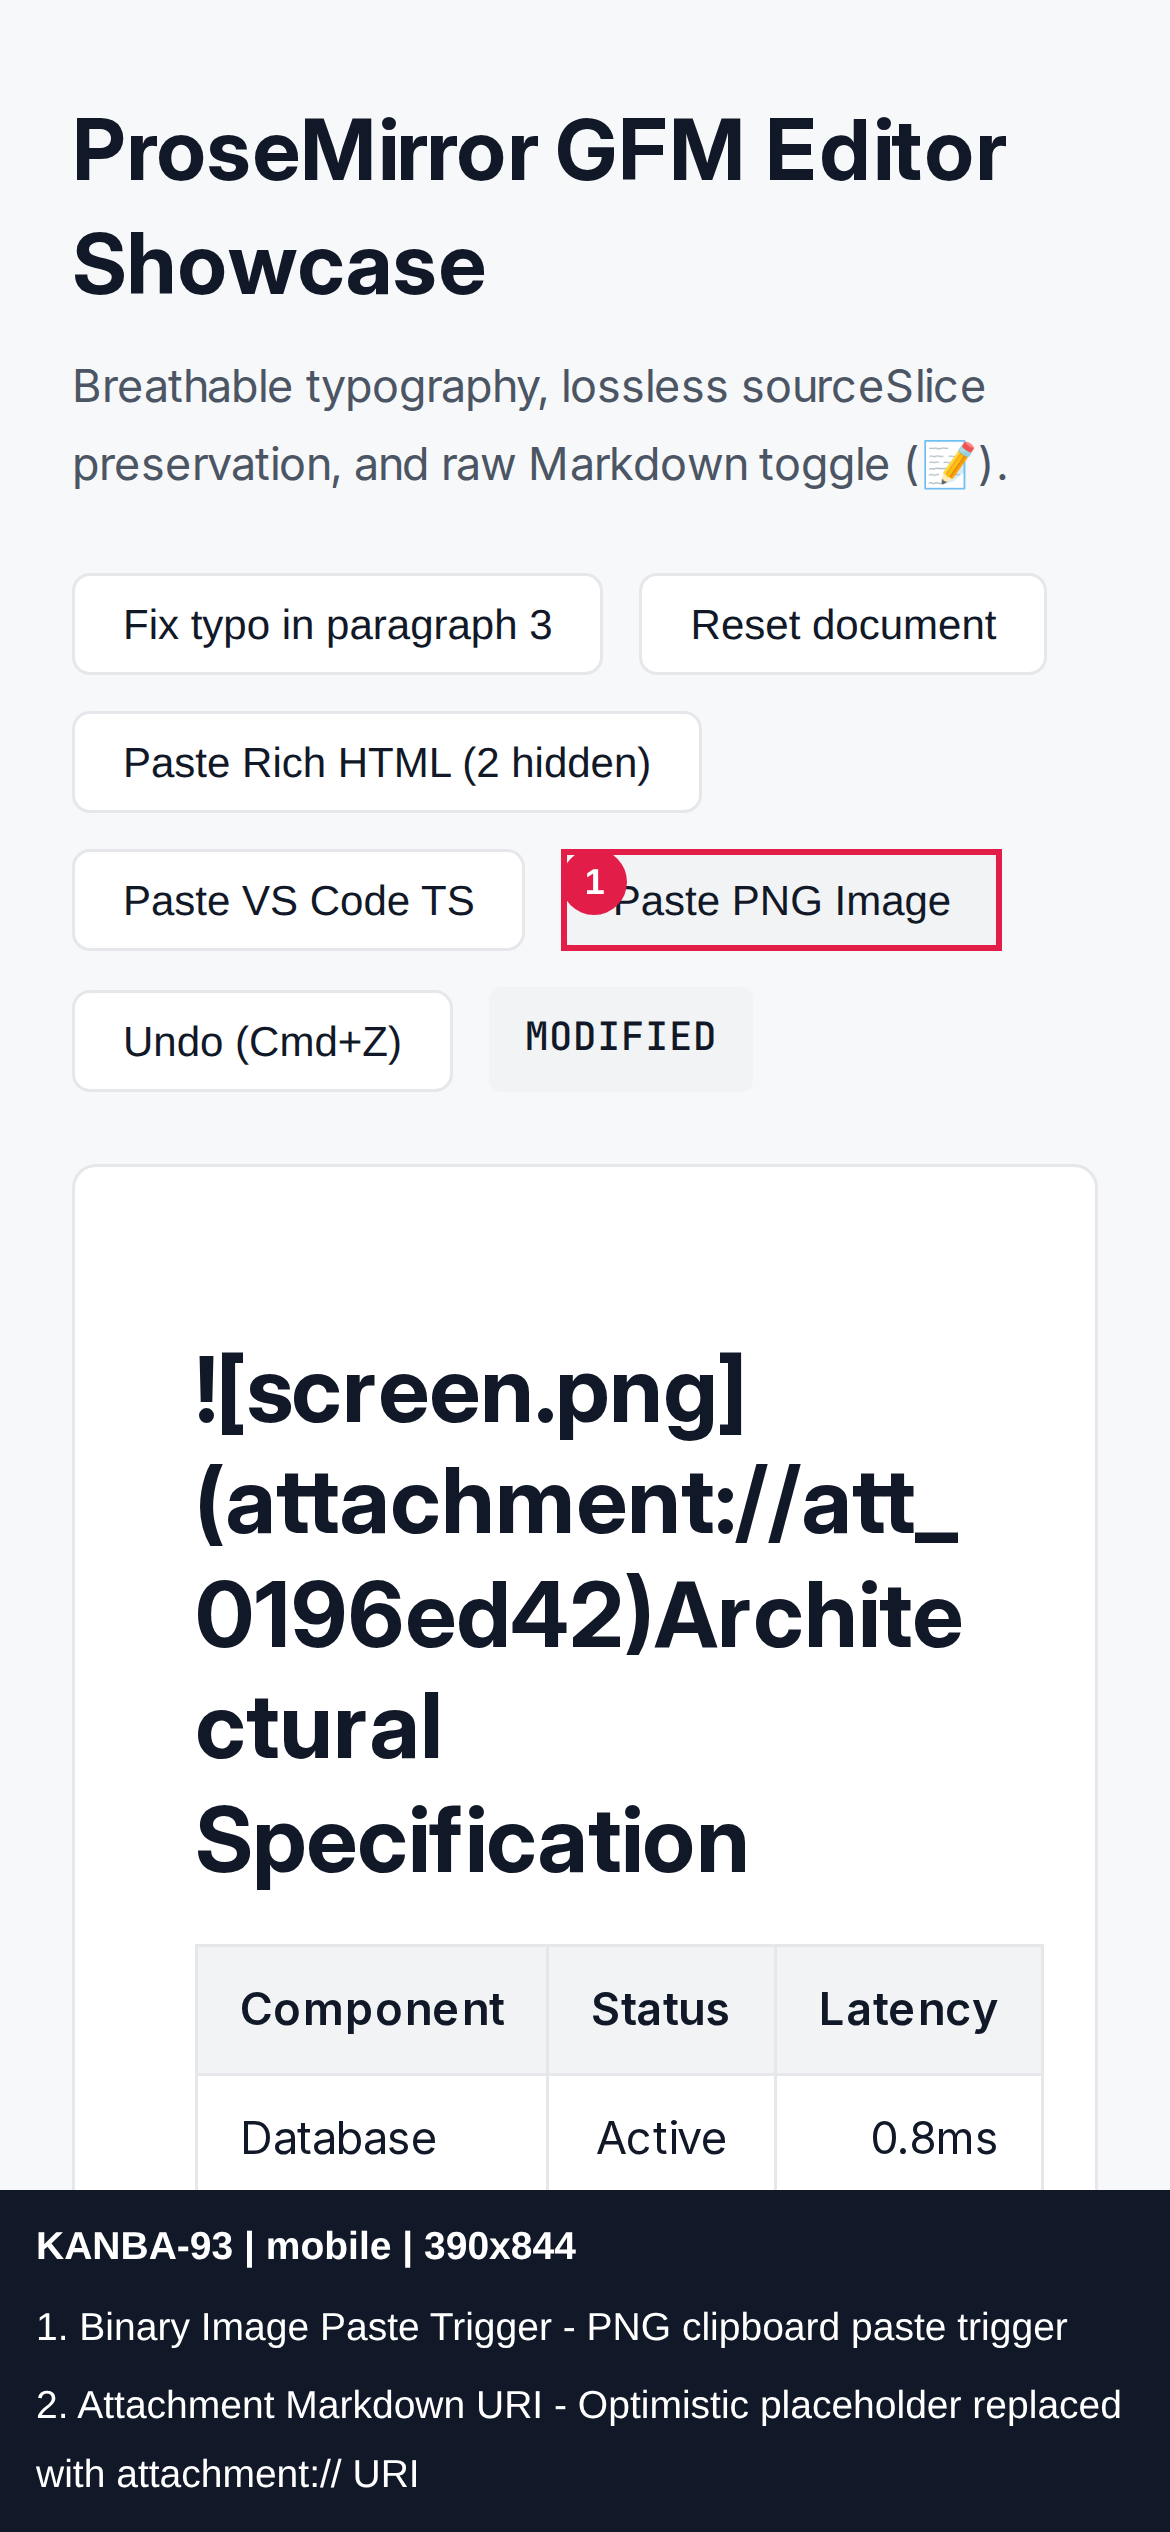 ProseMirror GFM Editor
Showcase
Breathable typography, lossless sourceSlice
preservation, and raw Markdown toggle (📝).
Fix typo in paragraph 3
Reset document
Paste Rich HTML (2 hidden)
Paste VS Code TS
1
Paste PNG Image
Undo (Cmd+Z)
MODIFIED
![screen.png]
(attachment://att_
0196ed42)Archite
ctural
Specification
Component Status Latency
Database Active 0.8ms
KANBA-93 | mobile | 390x844
1. Binary Image Paste Trigger - PNG clipboard paste trigger
2. Attachment Markdown URI - Optimistic placeholder replaced
with attachment:// URI